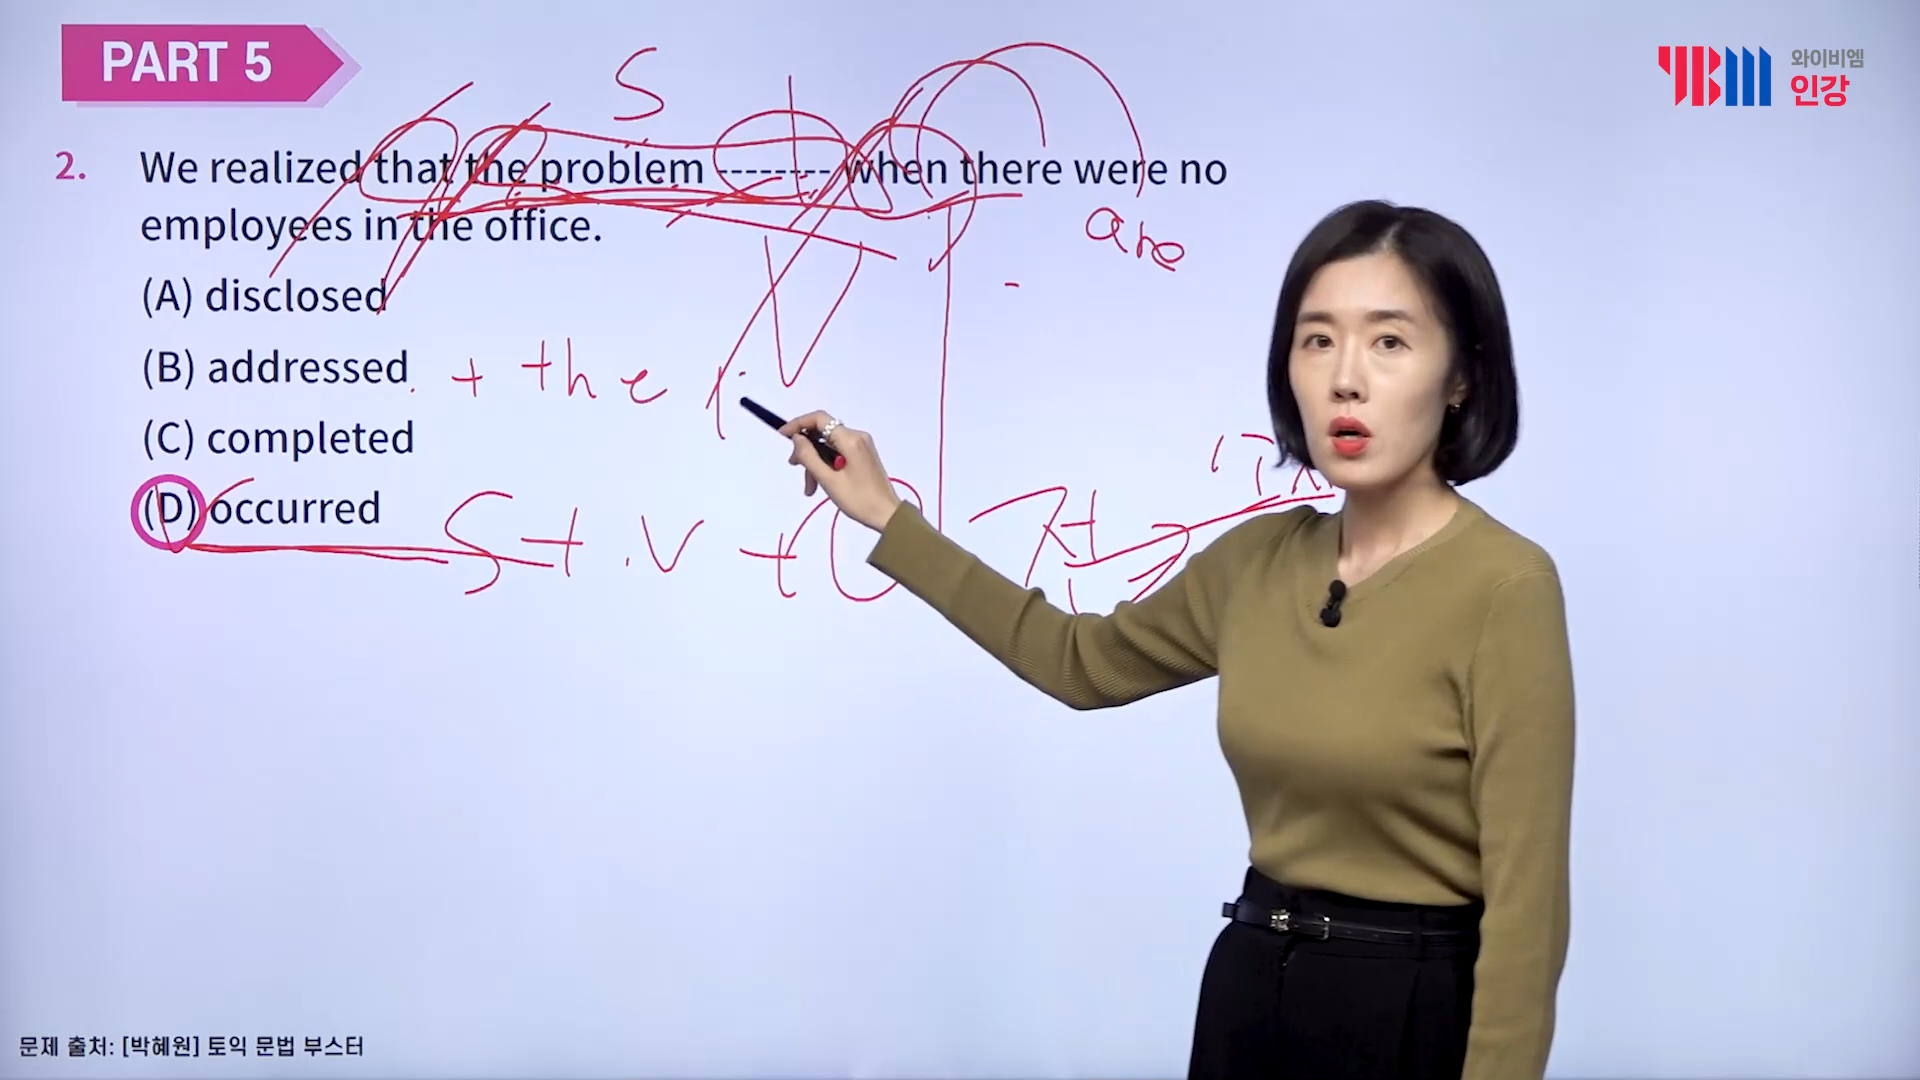 PART 5
YBM 와이비엠
인강
S
2. We realized that the problem -------- when there were no
employees in the office.
are
(A) disclosed
(B) addressed. + the
(C) completed
(D) occurred S + .V + O
문제 출처: [박혜원] 토익 문법 부스터